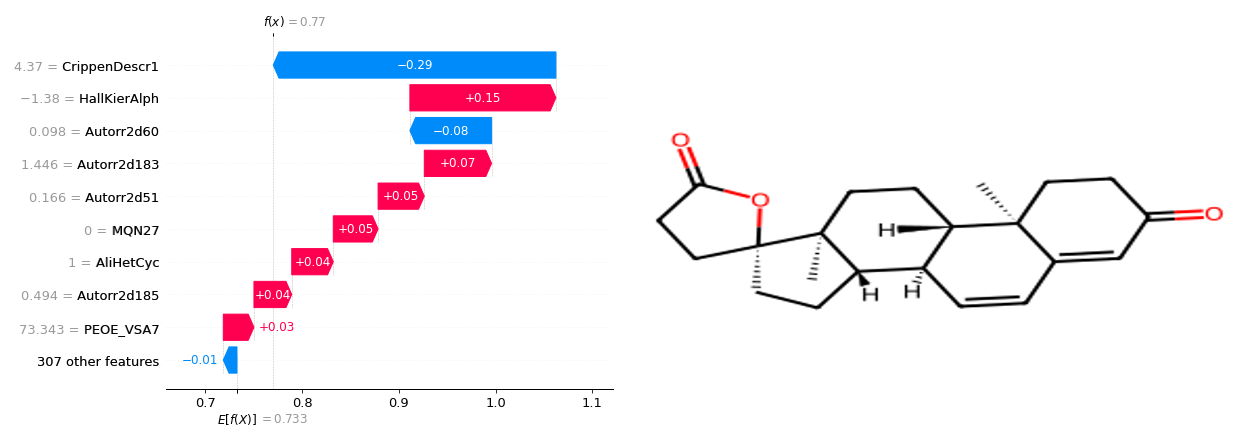 f(x) = 0.77
4.37 = CrippenDescr1
−0.29
−1.38 = HallKierAlph
+0.15
0.098 = Autorr2d60
−0.08
1.446 = Autorr2d183
+0.07
0.166 = Autorr2d51
+0.05
0 = MQN27
+0.05
1 = AliHetCyc
+0.04
0.494 = Autorr2d185
+0.04
73.343 = PEOE_VSA7
+0.03
307 other features
−0.01
0.7 0.8 0.9 1.0 1.1
E[f(X)] = 0.733
O
O
O
H
H
H